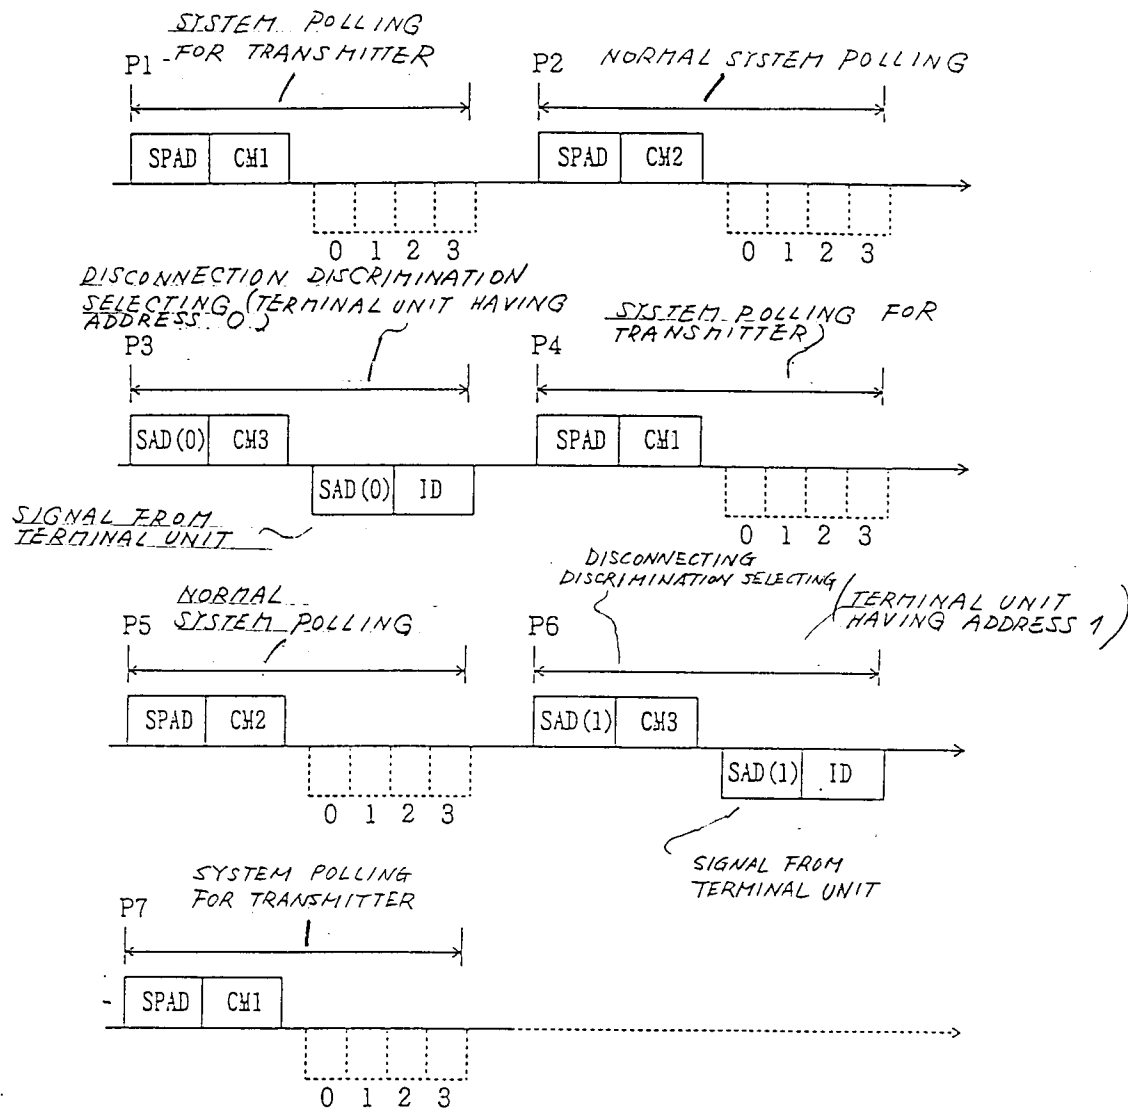 SYSTEM POLLING
FOR TRANSMITTER
P1
P2
NORMAL SYSTEM POLLING
SPAD CM1
SPAD CM2
0 1 2 3
0 1 2 3
DISCONNECTION DISCRIMINATION
SELECTING (TERMINAL UNIT HAVING
ADDRESS 0)
P3
SYSTEM POLLING FOR
TRANSMITTER
P4
SAD(0) CM3
SPAD CM1
SAD(0) ID
0 1 2 3
SIGNAL FROM
TERMINAL UNIT
DISCONNECTING
DISCRIMINATION SELECTING
(TERMINAL UNIT
HAVING ADDRESS 1)
NORMAL
SYSTEM POLLING
P5
P6
SPAD CM2
SAD(1) CM3
0 1 2 3
SAD(1) ID
SIGNAL FROM
TERMINAL UNIT
SYSTEM POLLING
FOR TRANSMITTER
P7
SPAD CM1
0 1 2 3